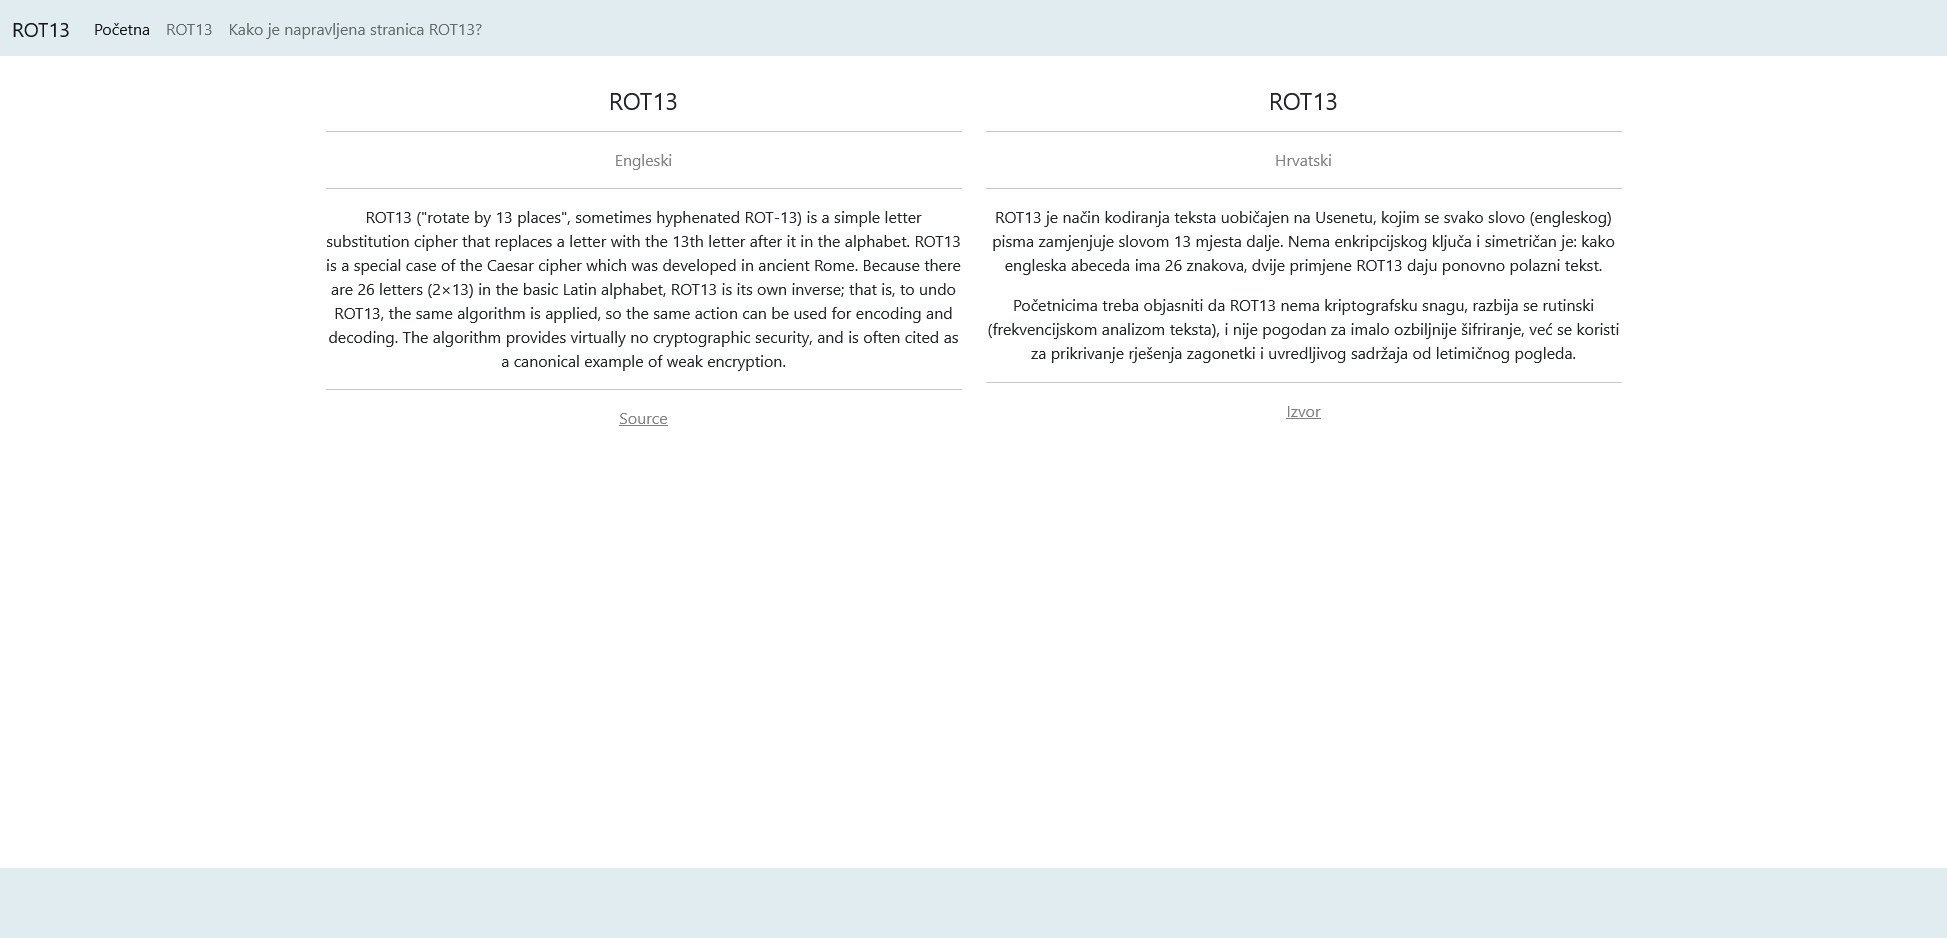 ROT13 Početna ROT13 Kako je napravljena stranica ROT13?
ROT13
Engleski
ROT13 ("rotate by 13 places", sometimes hyphenated ROT-13) is a simple letter
substitution cipher that replaces a letter with the 13th letter after it in the alphabet. ROT13
is a special case of the Caesar cipher which was developed in ancient Rome. Because there
are 26 letters (2×13) in the basic Latin alphabet, ROT13 is its own inverse; that is, to undo
ROT13, the same algorithm is applied, so the same action can be used for encoding and
decoding. The algorithm provides virtually no cryptographic security, and is often cited as
a canonical example of weak encryption.
Source
ROT13
Hrvatski
ROT13 je način kodiranja teksta uobičajen na Usenetu, kojim se svako slovo (engleskog)
pisma zamjenjuje slovom 13 mjesta dalje. Nema enkripcijskog ključa i simetričan je: kako
engleska abeceda ima 26 znakova, dvije primjene ROT13 daju ponovno polazni tekst.
Početnicima treba objasniti da ROT13 nema kriptografsku snagu, razbija se rutinski
(frekvencijskom analizom teksta), i nije pogodan za imalo ozbiljnije šifriranje, već se koristi
za prikrivanje rješenja zagonetki i uvredljivog sadržaja od letimičnog pogleda.
Izvor